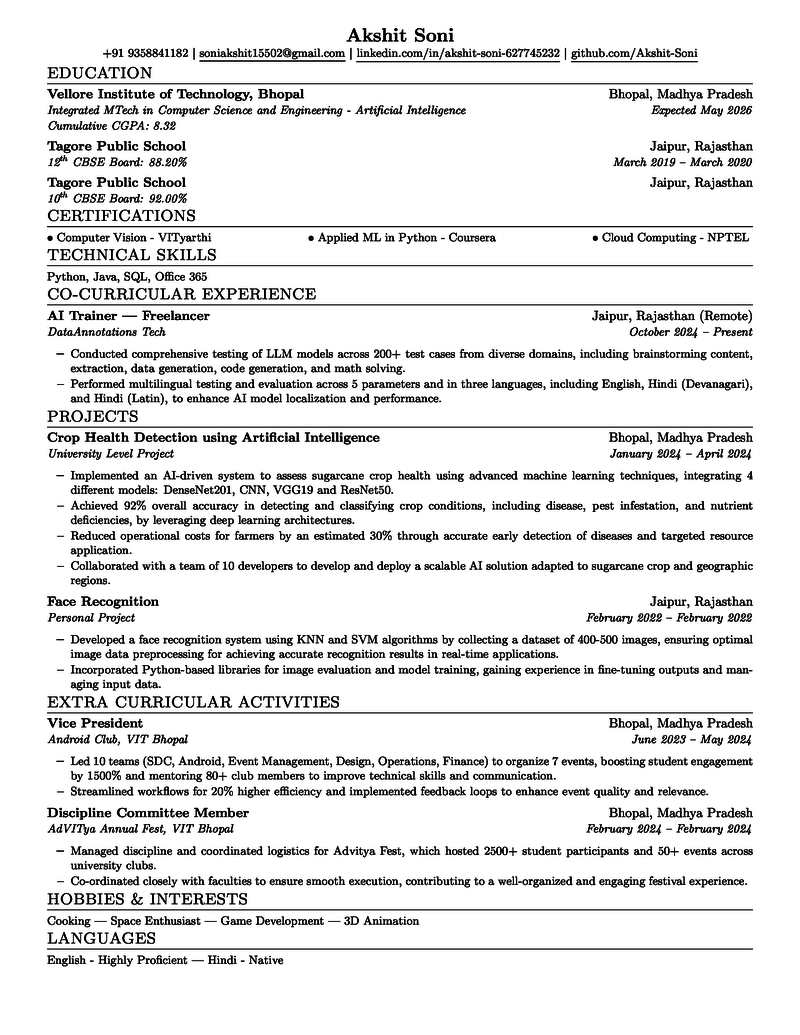 Akshit Soni
+91 9358841182 | soniakshit15502@gmail.com | linkedin.com/in/akshit-soni-627745232 | github.com/Akshit-Soni
EDUCATION
Vellore Institute of Technology, Bhopal Bhopal, Madhya Pradesh
Integrated MTech in Computer Science and Engineering - Artificial Intelligence Expected May 2026
Cumulative CGPA: 8.32
Tagore Public School Jaipur, Rajasthan
12th CBSE Board: 88.20% March 2019 – March 2020
Tagore Public School Jaipur, Rajasthan
10th CBSE Board: 92.00%
CERTIFICATIONS
• Computer Vision - VITyarthi • Applied ML in Python - Coursera • Cloud Computing - NPTEL
TECHNICAL SKILLS
Python, Java, SQL, Office 365
CO-CURRICULAR EXPERIENCE
AI Trainer — Freelancer Jaipur, Rajasthan (Remote)
DataAnnotations Tech October 2024 – Present
– Conducted comprehensive testing of LLM models across 200+ test cases from diverse domains, including brainstorming content,
extraction, data generation, code generation, and math solving.
– Performed multilingual testing and evaluation across 5 parameters and in three languages, including English, Hindi (Devanagari),
and Hindi (Latin), to enhance AI model localization and performance.
PROJECTS
Crop Health Detection using Artificial Intelligence Bhopal, Madhya Pradesh
University Level Project January 2024 – April 2024
– Implemented an AI-driven system to assess sugarcane crop health using advanced machine learning techniques, integrating 4
different models: DenseNet201, CNN, VGG19 and ResNet50.
– Achieved 92% overall accuracy in detecting and classifying crop conditions, including disease, pest infestation, and nutrient
deficiencies, by leveraging deep learning architectures.
– Reduced operational costs for farmers by an estimated 30% through accurate early detection of diseases and targeted resource
application.
– Collaborated with a team of 10 developers to develop and deploy a scalable AI solution adapted to sugarcane crop and geographic
regions.
Face Recognition Jaipur, Rajasthan
Personal Project February 2022 – February 2022
– Developed a face recognition system using KNN and SVM algorithms by collecting a dataset of 400-500 images, ensuring optimal
image data preprocessing for achieving accurate recognition results in real-time applications.
– Incorporated Python-based libraries for image evaluation and model training, gaining experience in fine-tuning outputs and man-
aging input data.
EXTRA CURRICULAR ACTIVITIES
Vice President Bhopal, Madhya Pradesh
Android Club, VIT Bhopal June 2023 – May 2024
– Led 10 teams (SDC, Android, Event Management, Design, Operations, Finance) to organize 7 events, boosting student engagement
by 1500% and mentoring 80+ club members to improve technical skills and communication.
– Streamlined workflows for 20% higher efficiency and implemented feedback loops to enhance event quality and relevance.
Discipline Committee Member Bhopal, Madhya Pradesh
AdVITya Annual Fest, VIT Bhopal February 2024 – February 2024
– Managed discipline and coordinated logistics for Advitya Fest, which hosted 2500+ student participants and 50+ events across
university clubs.
– Co-ordinated closely with faculties to ensure smooth execution, contributing to a well-organized and engaging festival experience.
HOBBIES & INTERESTS
Cooking — Space Enthusiast — Game Development — 3D Animation
LANGUAGES
English - Highly Proficient — Hindi - Native